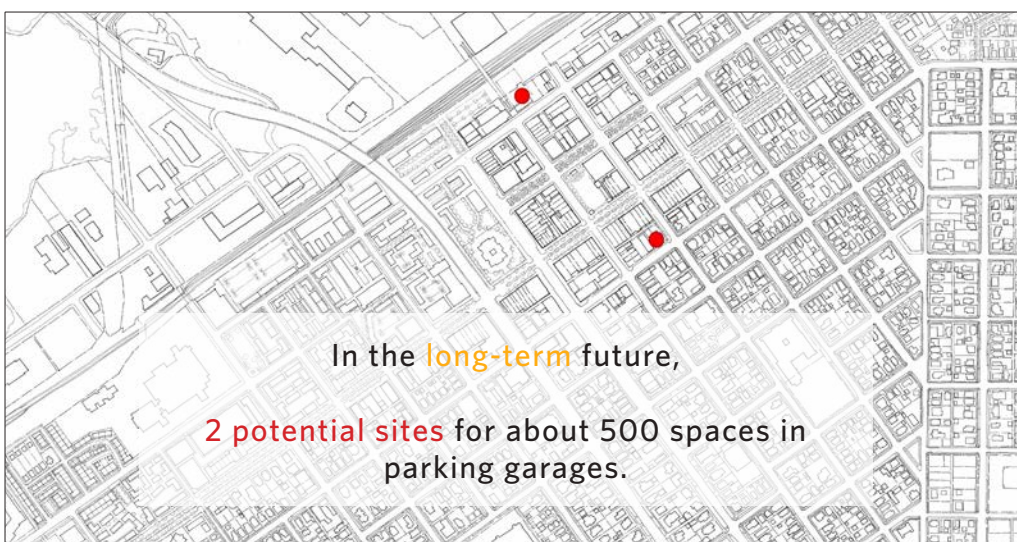 In the long-term future,
2 potential sites for about 500 spaces in
parking garages.